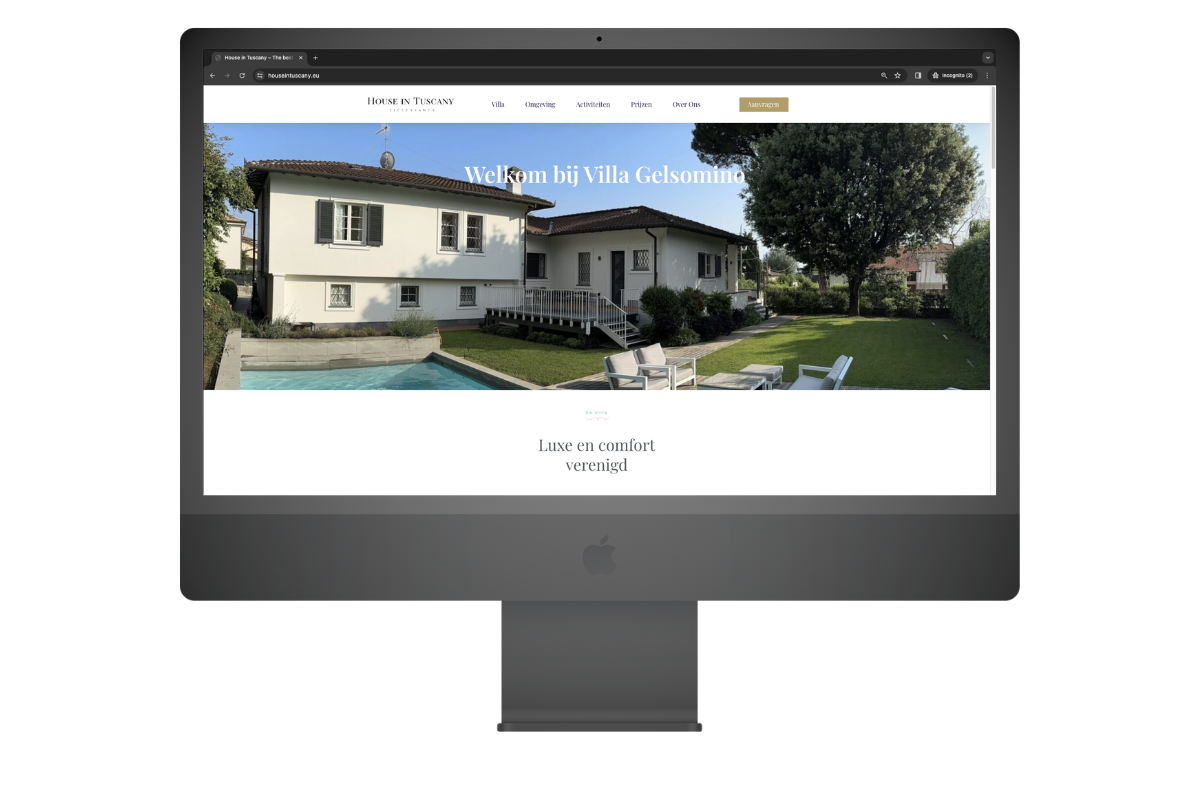 House in Tuscany – The bes
houseintuscany.eu
Incognito (2)
HOUSE IN TUSCANY
Villa
Omgeving
Activiteiten
Prijzen
Over Ons
Aanvragen
Welkom bij Villa Gelsomino
De Villa
Luxe en comfort
verenigd